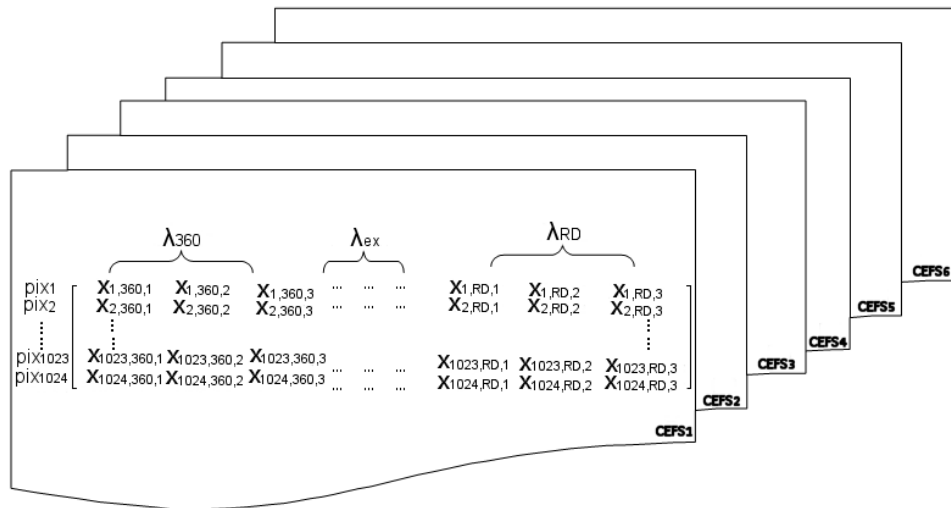 λ360 λex λRD
pix1 X1,360,1 X1,360,2 X1,360,3 ... ... ... X1,RD,1 X1,RD,2 X1,RD,3
pix2 X2,360,1 X2,360,2 X2,360,3 ... ... ... X2,RD,1 X2,RD,2 X2,RD,3
pix1023 X1023,360,1 X1023,360,2 X1023,360,3 ... ... ... X1023,RD,1 X1023,RD,2 X1023,RD,3
pix1024 X1024,360,1 X1024,360,2 X1024,360,3 ... ... ... X1024,RD,1 X1024,RD,2 X1024,RD,3
CEFS1
CEFS2
CEFS3
CEFS4
CEFS5
CEFS6